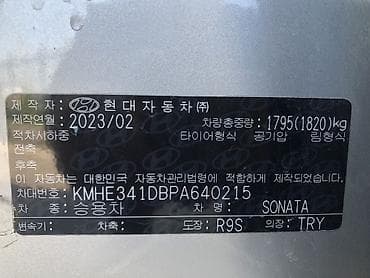 제 작 자 : 현대자동차㈜
제작연월: 2023/02 차량총중량: 1795(1820)kg
적차시하중 타이어형식 공기압 림형식
전축
후축
이 자동차는 대한민국 자동차관리법령에 적합하게 제작되었습니다.
차대번호: KMHE341DBPA640215
차 종: 승용차 차 명: SONATA
변속기: 차축: 도장: R9S 의장: TRY